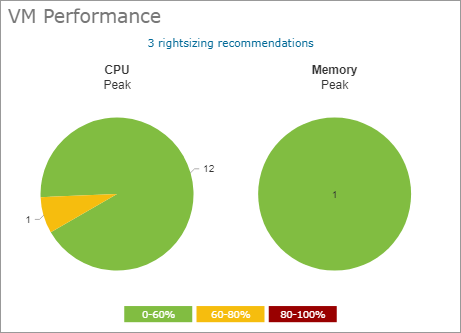 VM Performance
3 rightsizing recommendations
CPU
Peak
Memory
Peak
12
1
1
0-60% 60-80% 80-100%